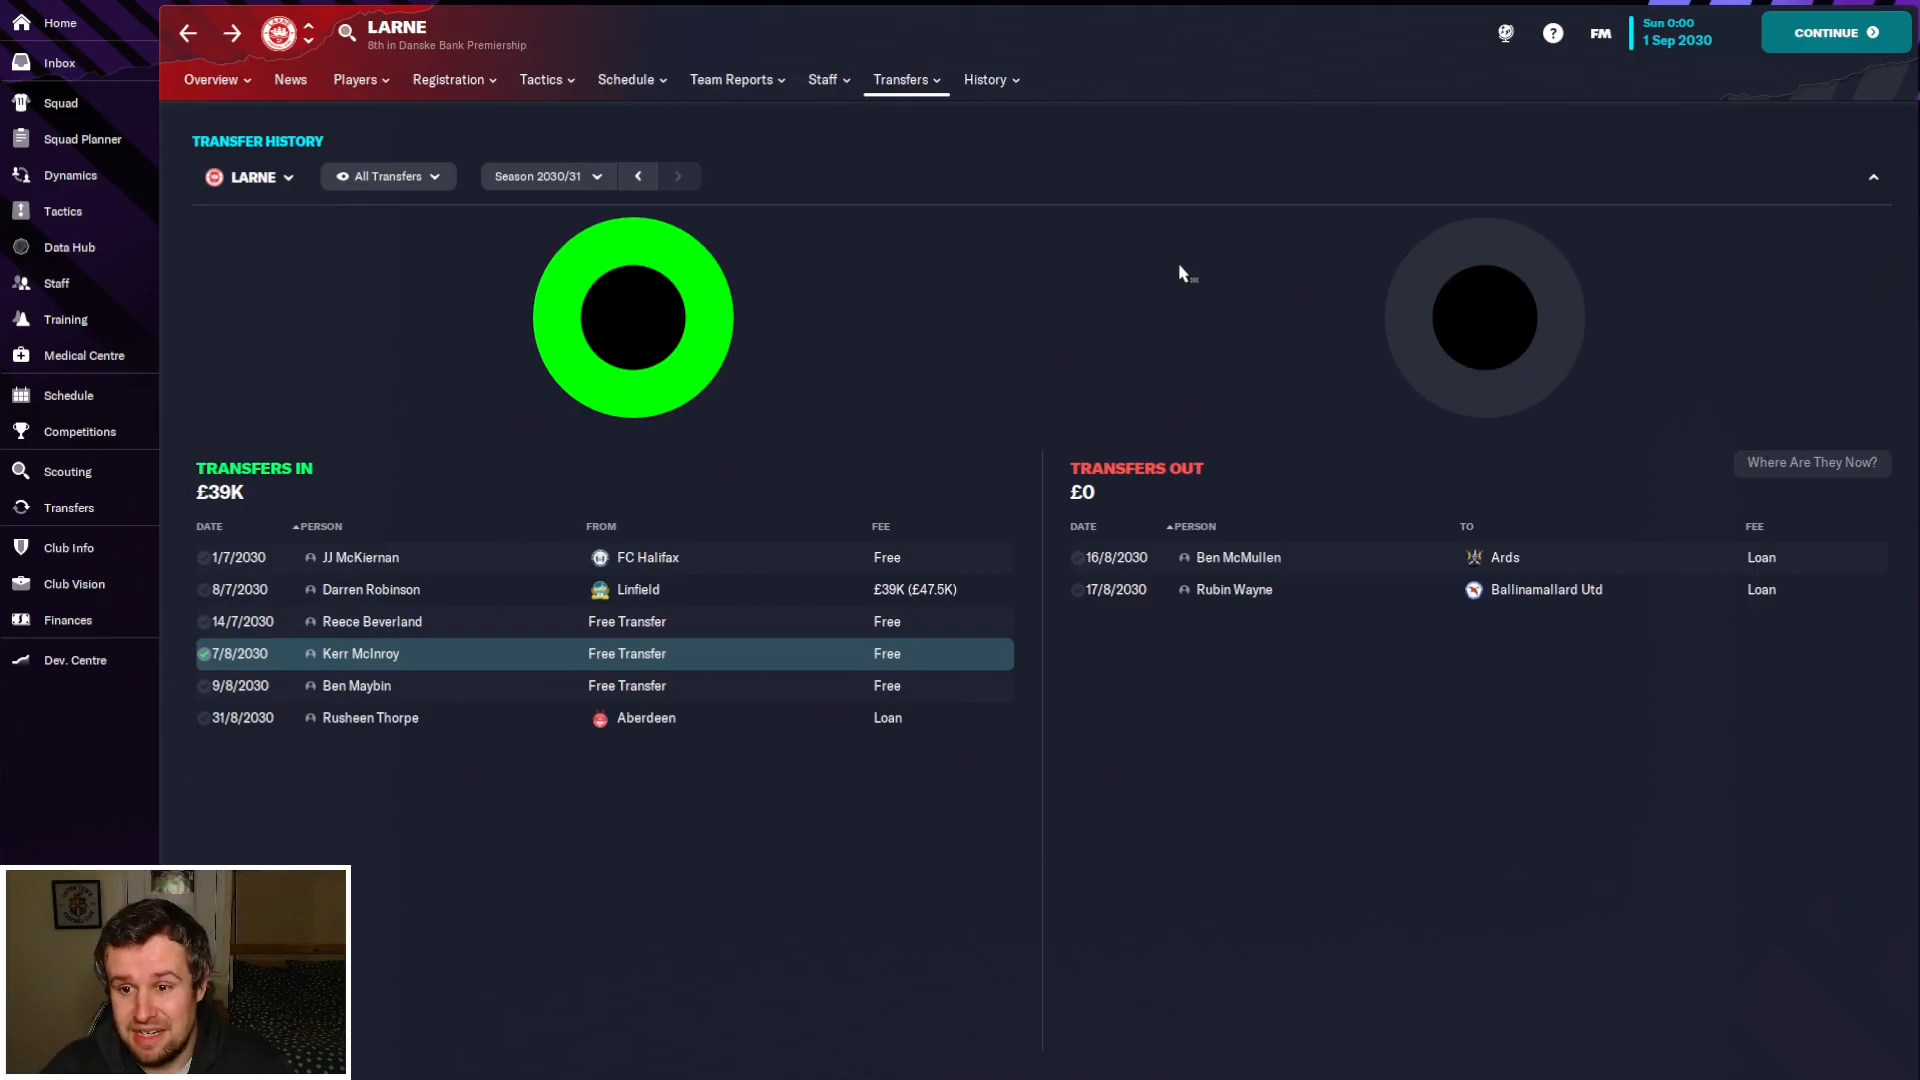 Home
Inbox
Squad
Squad Planner
Dynamics
Tactics
Data Hub
Staff
Training
Medical Centre
Schedule
Competitions
Scouting
Transfers
Club Info
Club Vision
Finances
Dev. Centre
LARNE
8th in Danske Bank Premiership
? FM Sun 0:00
1 Sep 2030
CONTINUE
Overview News Players Registration Tactics Schedule Team Reports Staff Transfers History
TRANSFER HISTORY
LARNE All Transfers Season 2030/31
TRANSFERS IN
£39K
DATE PERSON FROM FEE
1/7/2030 JJ McKiernan FC Halifax Free
8/7/2030 Darren Robinson Linfield £39K (£47.5K)
14/7/2030 Reece Beverland Free Transfer Free
7/8/2030 Kerr McInroy Free Transfer Free
9/8/2030 Ben Maybin Free Transfer Free
31/8/2030 Rusheen Thorpe Aberdeen Loan
TRANSFERS OUT
£0
Where Are They Now?
DATE PERSON TO FEE
16/8/2030 Ben McMullen Ards Loan
17/8/2030 Rubin Wayne Ballinamallard Utd Loan